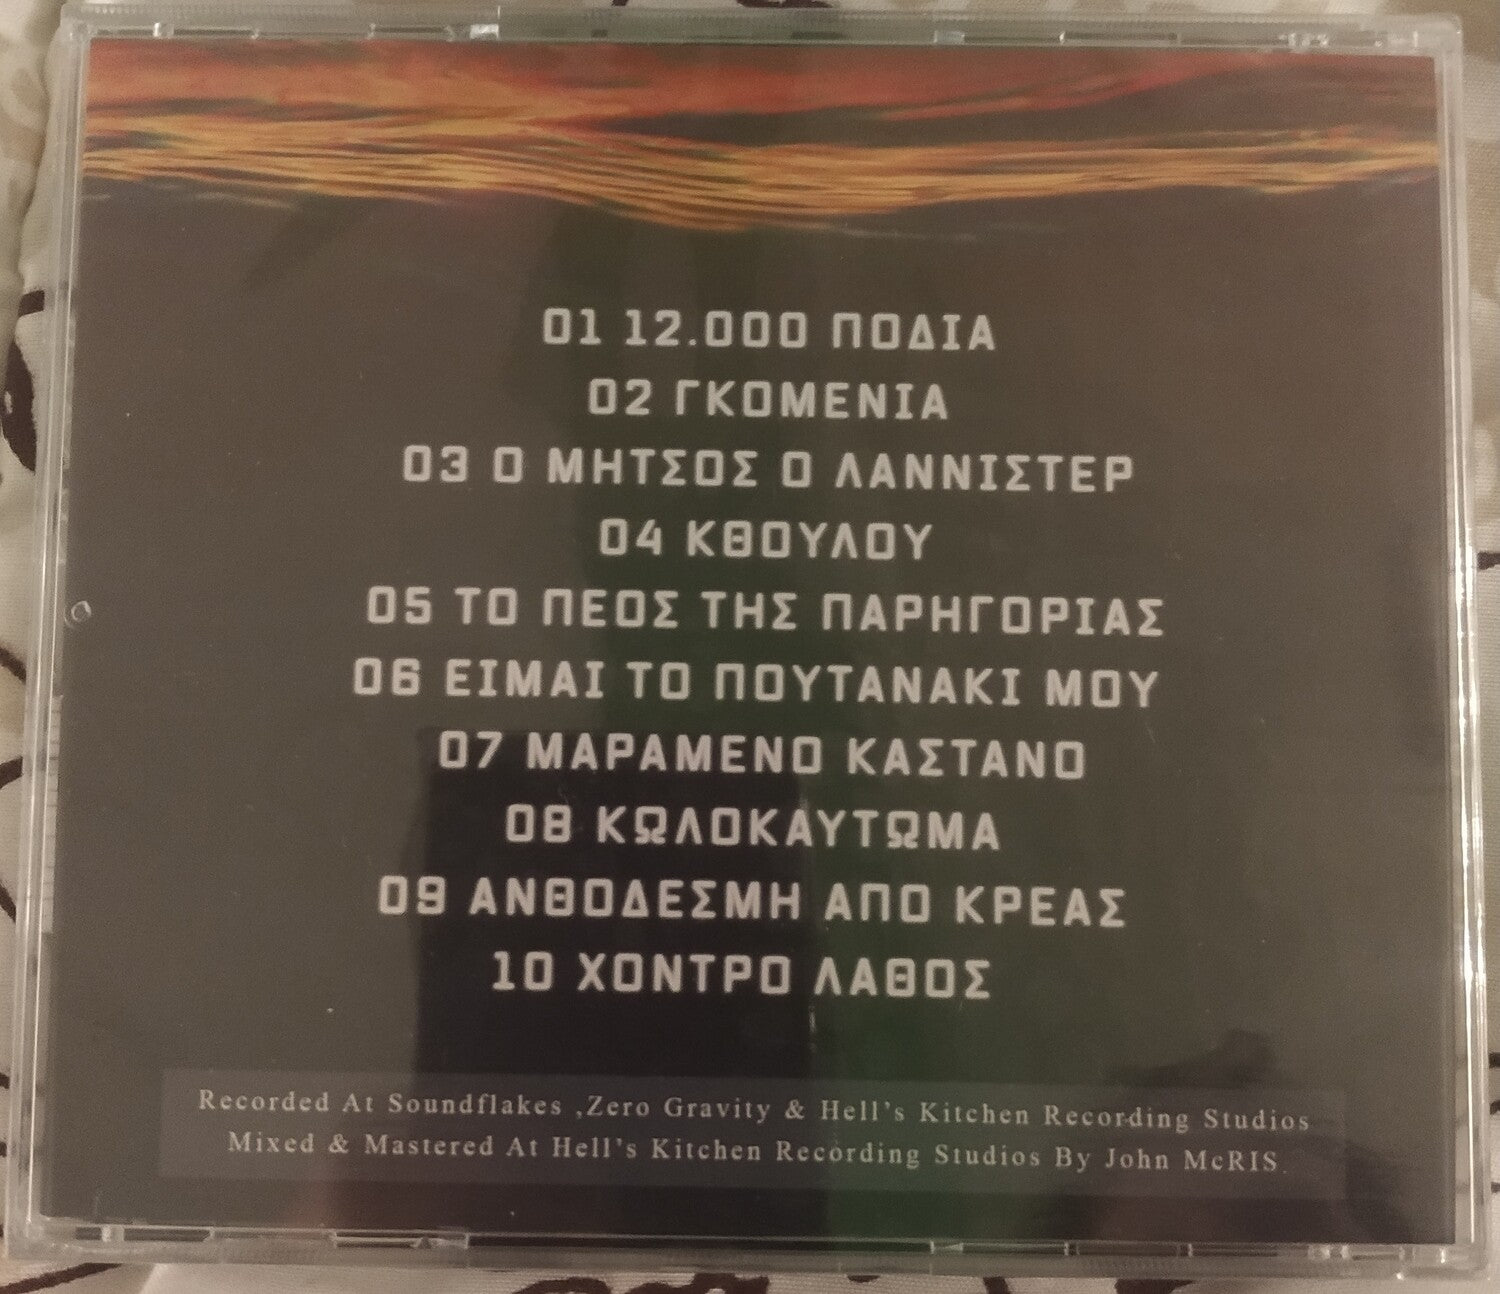 01 12.000 ΠΟΔΙΑ
02 ΓΚΟΜΕΝΙΑ
03 Ο ΜΗΤΣΟΣ Ο ΛΑΝΝΙΣΤΕΡ
04 ΚΘΟΥΛΟΥ
05 ΤΟ ΠΕΟΣ ΤΗΣ ΠΑΡΗΓΟΡΙΑΣ
06 ΕΙΜΑΙ ΤΟ ΠΟΥΤΑΝΑΚΙ ΜΟΥ
07 ΜΑΡΑΜΕΝΟ ΚΑΣΤΑΝΟ
08 ΚΩΛΟΚΑΥΤΩΜΑ
09 ΑΝΘΟΔΕΣΜΗ ΑΠΟ ΚΡΕΑΣ
10 ΧΟΝΤΡΟ ΛΑΘΟΣ
Recorded At Soundflakes ,Zero Gravity & Hell's Kitchen Recording Studios
Mixed & Mastered At Hell's Kitchen Recording Studios By John McRIS.